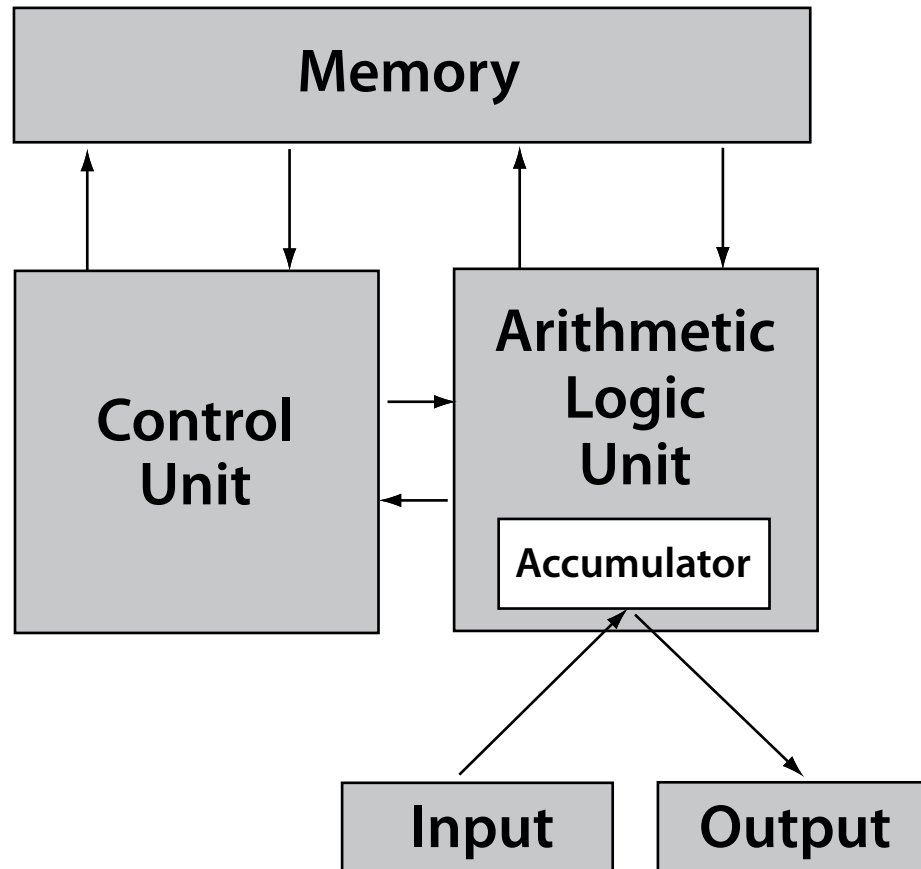 Memory
Control
Unit
Arithmetic
Logic
Unit
Accumulator
Input
Output